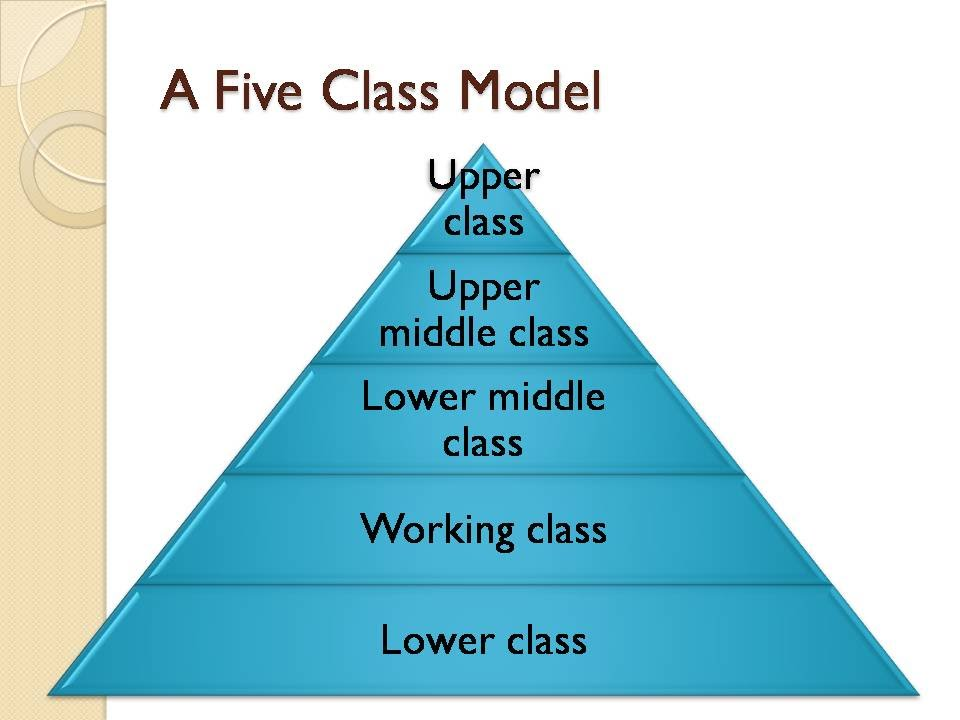 A Five Class Model
Upper
class
Upper
middle class
Lower middle
class
Working class
Lower class